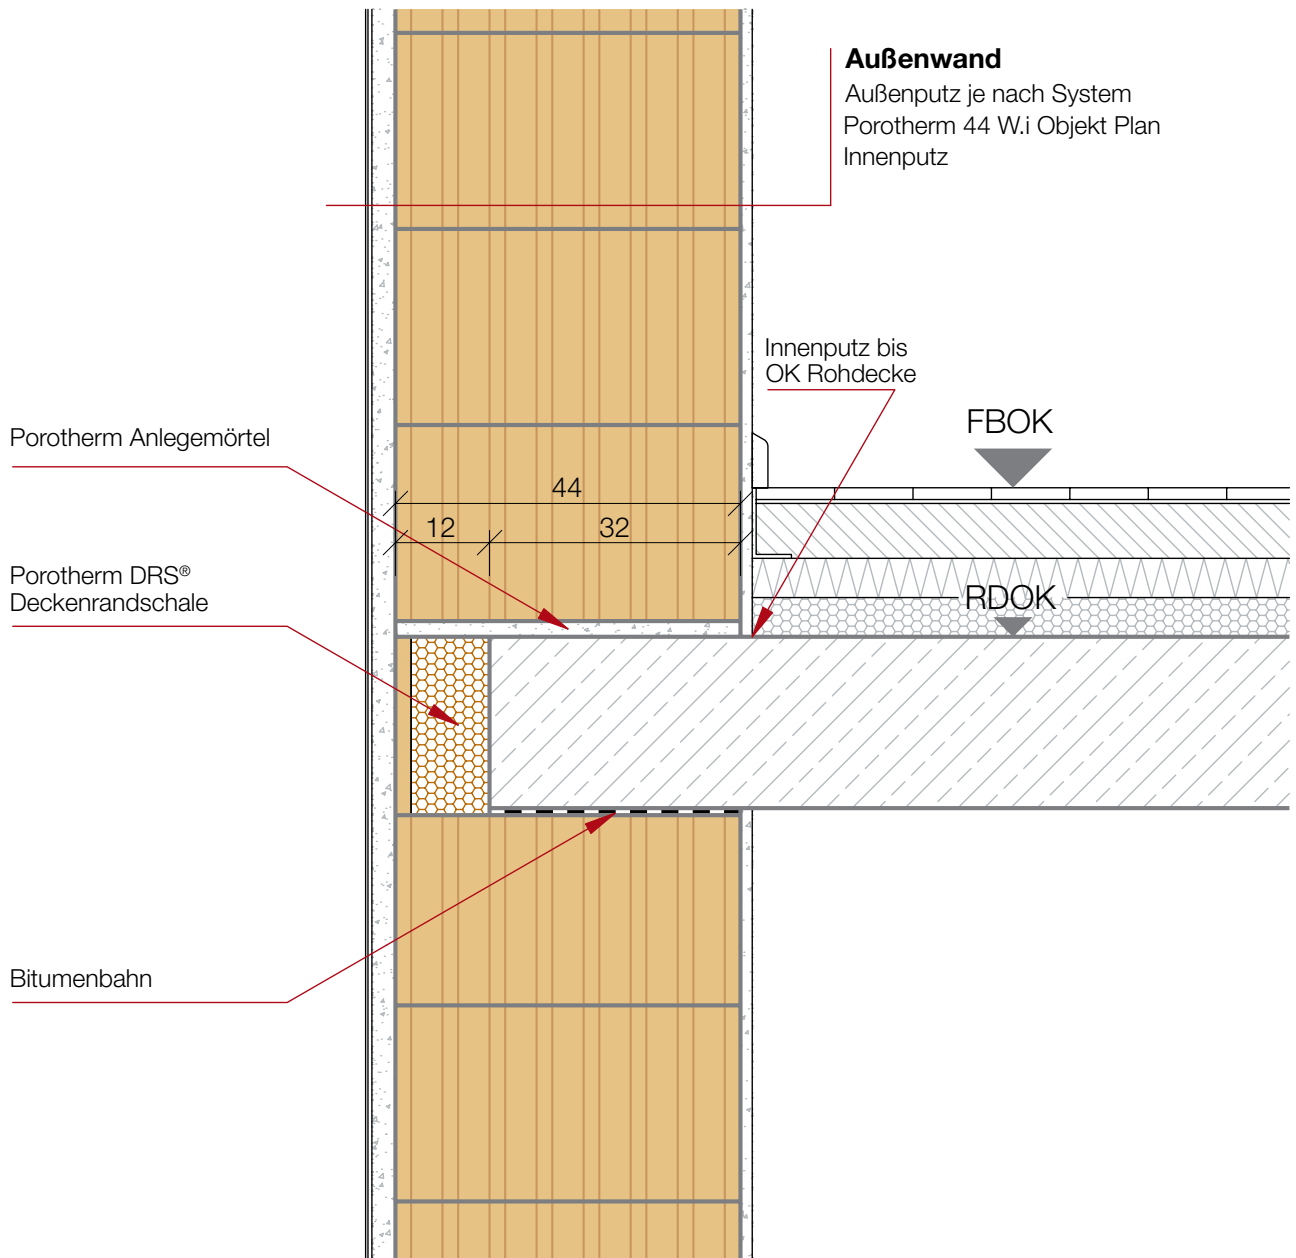 Außenwand
Außenputz je nach System
Porotherm 44 W.i Objekt Plan
Innenputz
Innenputz bis
OK Rohdecke
FBOK
Porotherm Anlegemörtel
44
12
32
Porotherm DRS®
Deckenrandschale
RDOK
Bitumenbahn